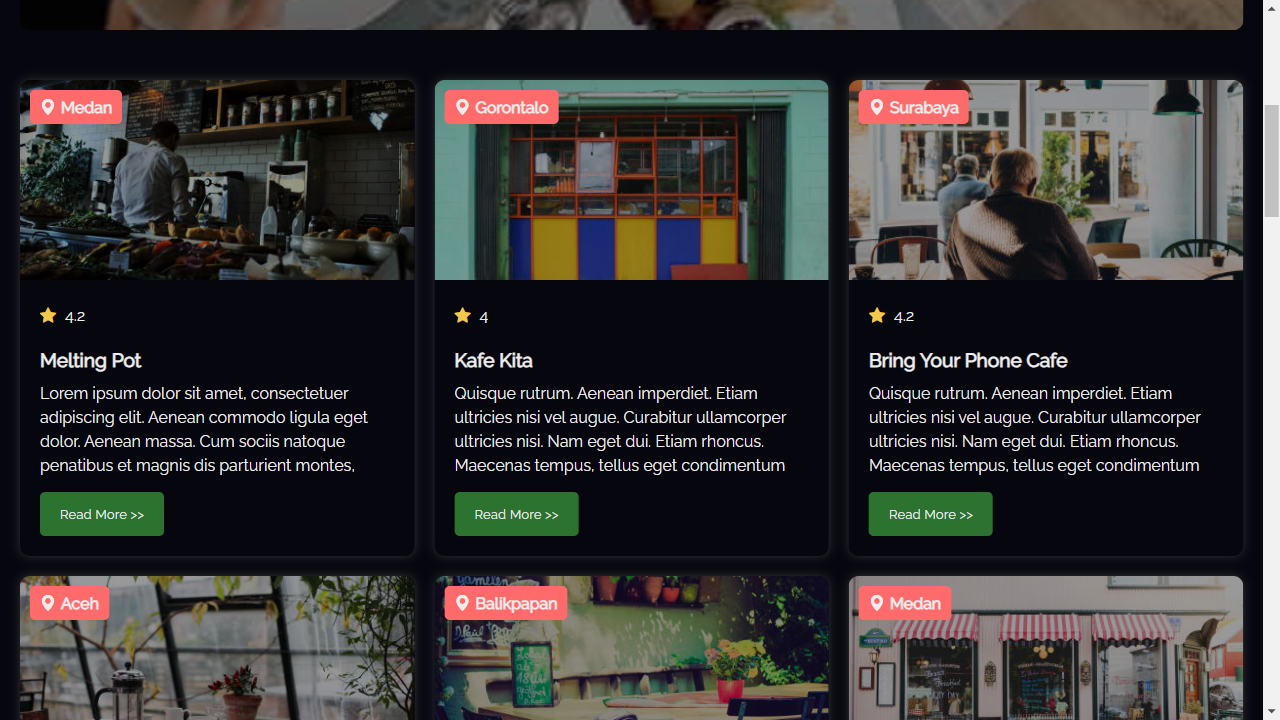 Medan
Gorontalo
Surabaya
4.2
4
4.2
Melting Pot
Lorem ipsum dolor sit amet, consectetuer
adipiscing elit. Aenean commodo ligula eget
dolor. Aenean massa. Cum sociis natoque
penatibus et magnis dis parturient montes,
Read More >>
Kafe Kita
Quisque rutrum. Aenean imperdiet. Etiam
ultricies nisi vel augue. Curabitur ullamcorper
ultricies nisi. Nam eget dui. Etiam rhoncus.
Maecenas tempus, tellus eget condimentum
Read More >>
Bring Your Phone Cafe
Quisque rutrum. Aenean imperdiet. Etiam
ultricies nisi vel augue. Curabitur ullamcorper
ultricies nisi. Nam eget dui. Etiam rhoncus.
Maecenas tempus, tellus eget condimentum
Read More >>
Aceh
Balikpapan
Medan